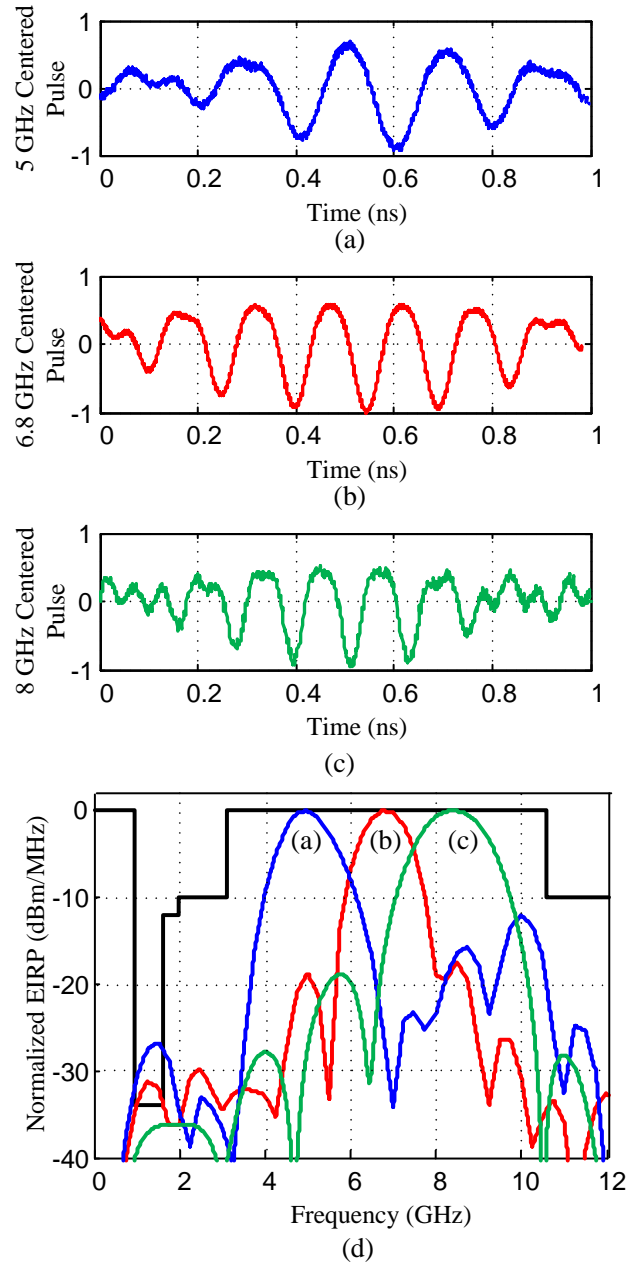 5 GHz Centered
Pulse
1
0
-1
0 0.2 0.4 0.6 0.8 1
Time (ns)
(a)
6.8 GHz Centered
Pulse
1
0
-1
0 0.2 0.4 0.6 0.8 1
Time (ns)
(b)
8 GHz Centered
Pulse
1
0
-1
0 0.2 0.4 0.6 0.8 1
Time (ns)
(c)
Normalized EIRP (dBm/MHz)
0
-10
-20
-30
-40
(a) (b) (c)
0 2 4 6 8 10 12
Frequency (GHz)
(d)